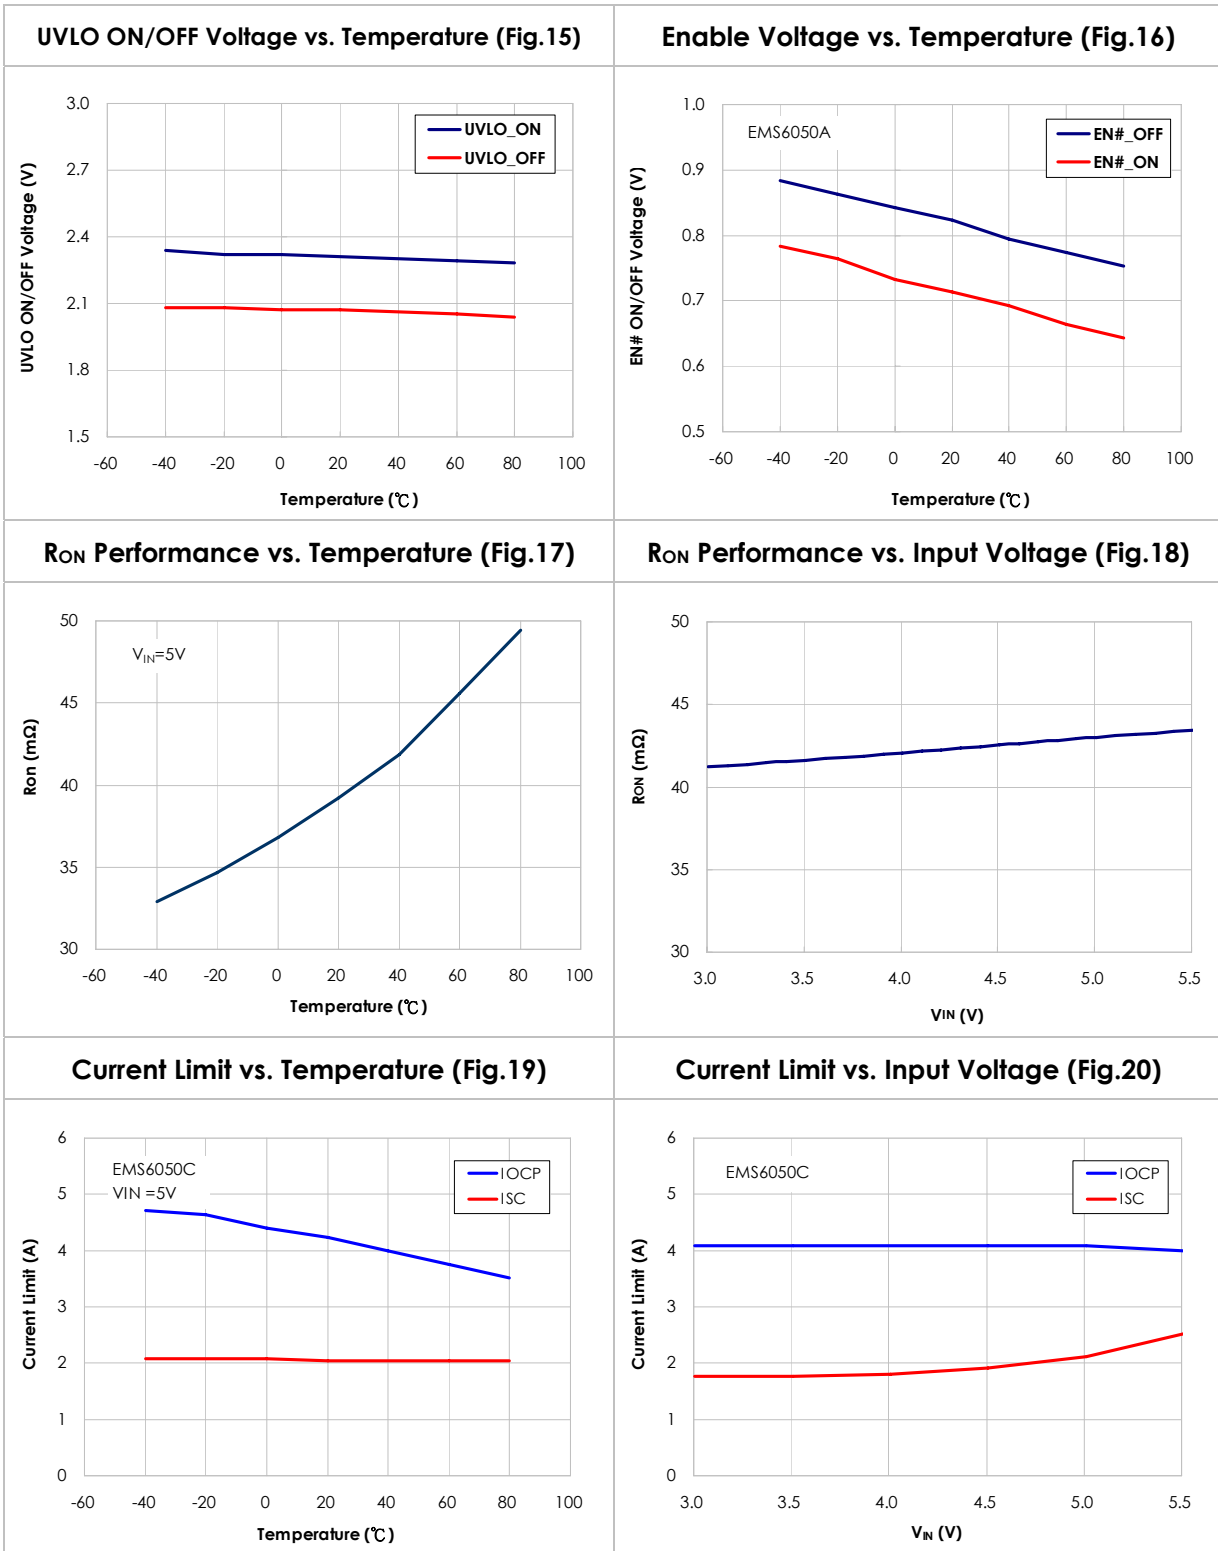 UVLO ON/OFF Voltage vs. Temperature (Fig.15)
3.0
2.7
2.4
2.1
1.8
1.5
UVLO ON/OFF Voltage (V)
UVLO_ON
UVLO_OFF
-60 -40 -20 0 20 40 60 80 100
Temperature (℃)
Enable Voltage vs. Temperature (Fig.16)
1.0
0.9
0.8
0.7
0.6
0.5
EN# ON/OFF Voltage (V)
EMS6050A
EN#_OFF
EN#_ON
-60 -40 -20 0 20 40 60 80 100
Temperature (℃)
RON Performance vs. Temperature (Fig.17)
50
45
40
35
30
Ron (mΩ)
VIN=5V
-60 -40 -20 0 20 40 60 80 100
Temperature (℃)
RON Performance vs. Input Voltage (Fig.18)
50
45
40
35
30
RON (mΩ)
3.0 3.5 4.0 4.5 5.0 5.5
VIN (V)
Current Limit vs. Temperature (Fig.19)
6
5
4
3
2
1
0
Current Limit (A)
EMS6050C
VIN =5V
IOCP
ISC
-60 -40 -20 0 20 40 60 80 100
Temperature (℃)
Current Limit vs. Input Voltage (Fig.20)
6
5
4
3
2
1
0
Current Limit (A)
EMS6050C
IOCP
ISC
3.0 3.5 4.0 4.5 5.0 5.5
VIN (V)